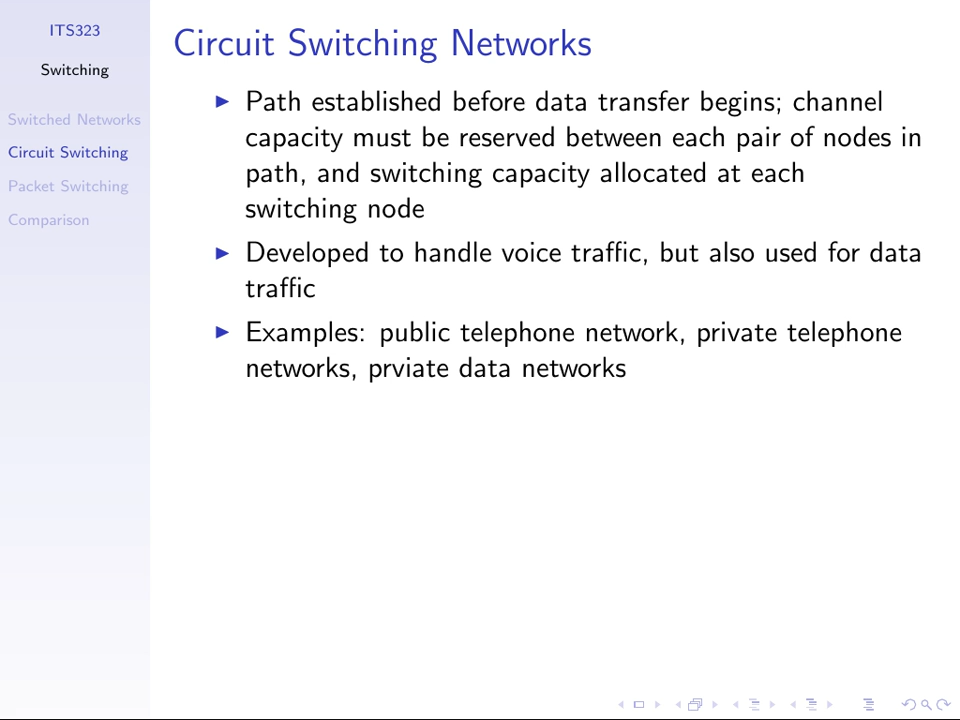 ITS323
Switching
Switched Networks
Circuit Switching
Packet Switching
Comparison
Circuit Switching Networks
Path established before data transfer begins; channel
capacity must be reserved between each pair of nodes in
path, and switching capacity allocated at each
switching node
Developed to handle voice traffic, but also used for data
traffic
Examples: public telephone network, private telephone
networks, prviate data networks